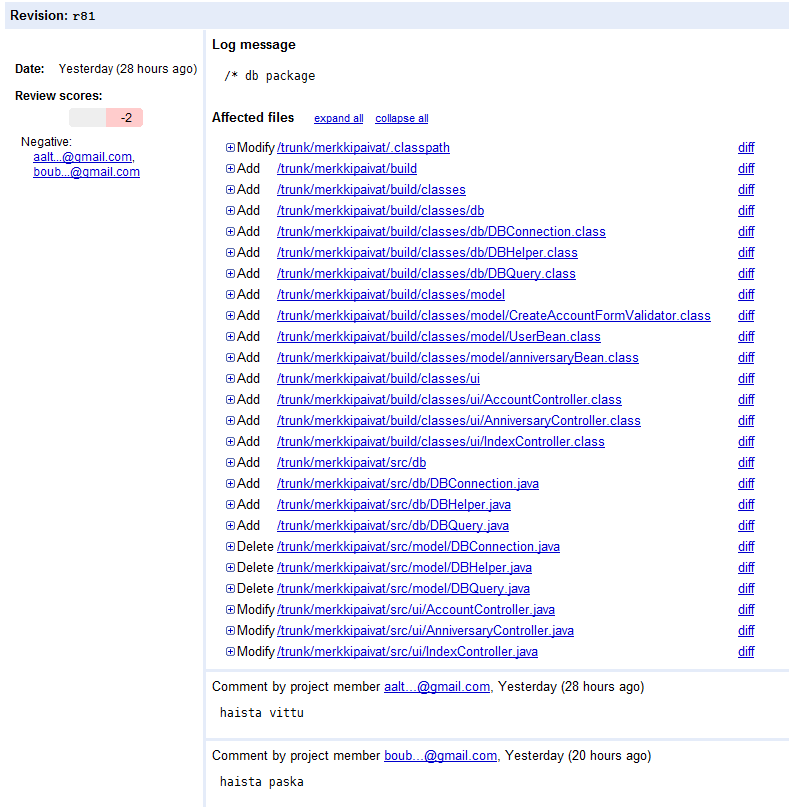 Revision: r81
Log message
Date: Yesterday (28 hours ago)
/* db package
Review scores:
-2
Affected files expand all collapse all
Negative:
aalt...@gmail.com,
boub...@gmail.com
Modify /trunk/merkkipaivat/.classpath diff
Add /trunk/merkkipaivat/build diff
Add /trunk/merkkipaivat/build/classes diff
Add /trunk/merkkipaivat/build/classes/db diff
Add /trunk/merkkipaivat/build/classes/db/DBConnection.class diff
Add /trunk/merkkipaivat/build/classes/db/DBHelper.class diff
Add /trunk/merkkipaivat/build/classes/db/DBQuery.class diff
Add /trunk/merkkipaivat/build/classes/model diff
Add /trunk/merkkipaivat/build/classes/model/CreateAccountFormValidator.class diff
Add /trunk/merkkipaivat/build/classes/model/UserBean.class diff
Add /trunk/merkkipaivat/build/classes/model/anniversaryBean.class diff
Add /trunk/merkkipaivat/build/classes/ui diff
Add /trunk/merkkipaivat/build/classes/ui/AccountController.class diff
Add /trunk/merkkipaivat/build/classes/ui/AnniversaryController.class diff
Add /trunk/merkkipaivat/build/classes/ui/IndexController.class diff
Add /trunk/merkkipaivat/src/db diff
Add /trunk/merkkipaivat/src/db/DBConnection.java diff
Add /trunk/merkkipaivat/src/db/DBHelper.java diff
Add /trunk/merkkipaivat/src/db/DBQuery.java diff
Delete /trunk/merkkipaivat/src/model/DBConnection.java diff
Delete /trunk/merkkipaivat/src/model/DBHelper.java diff
Delete /trunk/merkkipaivat/src/model/DBQuery.java diff
Modify /trunk/merkkipaivat/src/ui/AccountController.java diff
Modify /trunk/merkkipaivat/src/ui/AnniversaryController.java diff
Modify /trunk/merkkipaivat/src/ui/IndexController.java diff
Comment by project member aalt...@gmail.com, Yesterday (28 hours ago)
haista vittu
Comment by project member boub...@gmail.com, Yesterday (20 hours ago)
haista paska